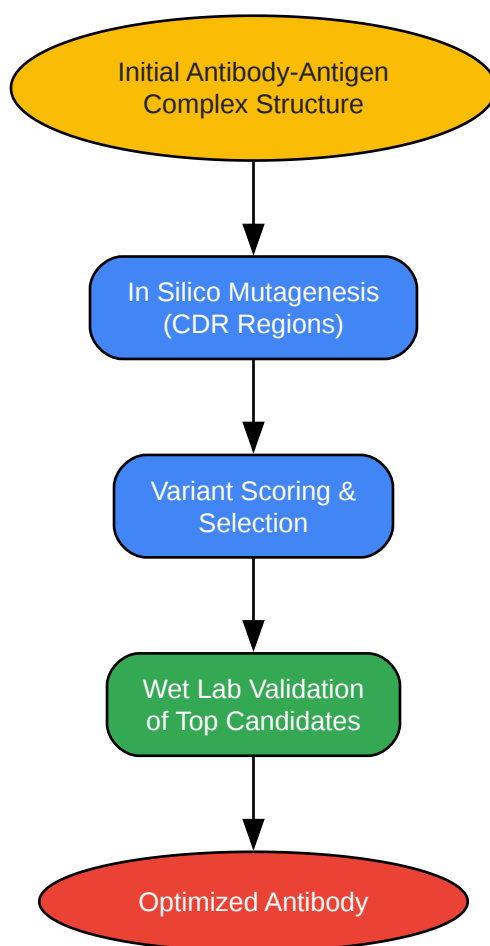 Initial Antibody-Antigen
Complex Structure
In Silico Mutagenesis
(CDR Regions)
Variant Scoring &
Selection
Wet Lab Validation
of Top Candidates
Optimized Antibody